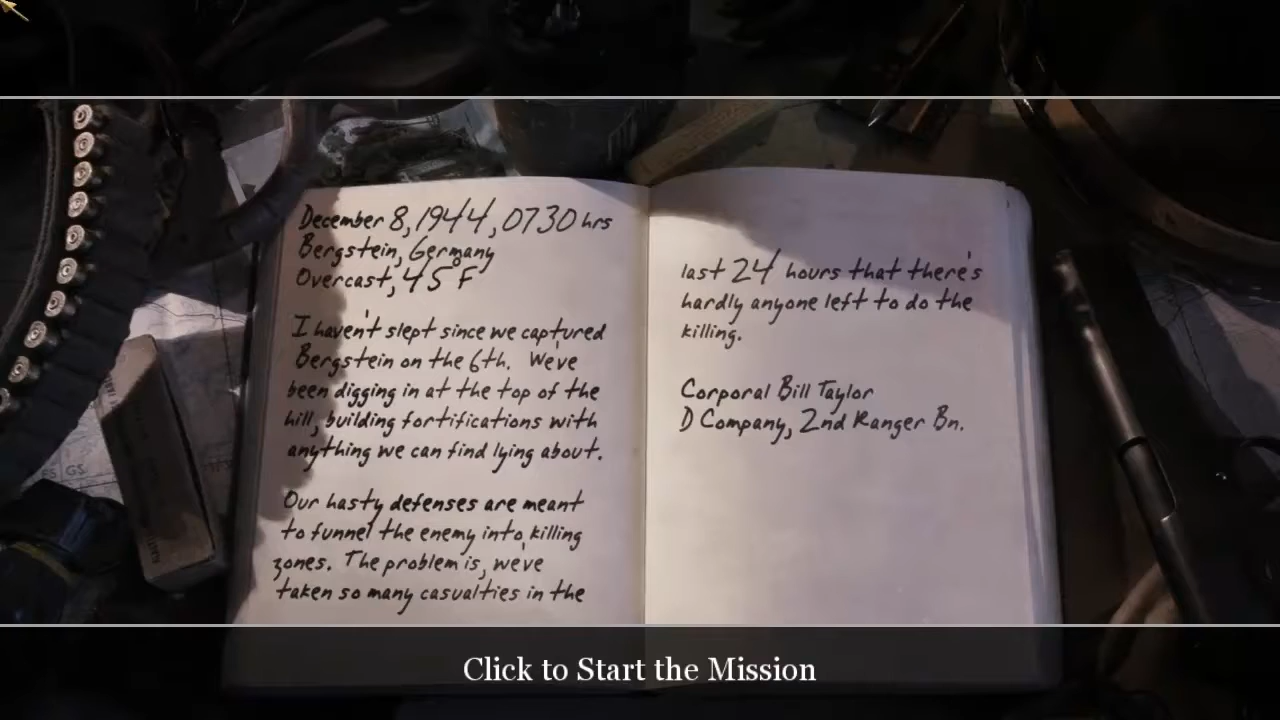 December 8, 1944, 0730 hrs
Bergstein, Germany
Overcast, 45° F
I haven't slept since we captured
Bergstein on the 6th. We've
been digging in at the top of the
hill, building fortifications with
anything we can find lying about.
Our hasty defenses are meant
to funnel the enemy into killing
zones. The problem is, we've
taken so many casualties in the
last 24 hours that there's
hardly anyone left to do the
killing.
Corporal Bill Taylor
D Company, 2nd Ranger Bn.
Click to Start the Mission